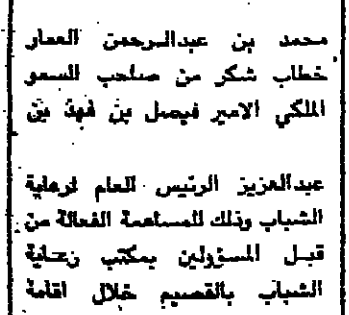 محمد بن عبدالرحمن العمار
خطاب شكر من صاحب السمو
الملكي الامير فيصل بن فهد بن
عبدالعزيز الرئيس العام لرعاية
الشباب وذلك للمساهمة الفعالة من
قبل المسؤولين بمكتب رعاية
الشباب بالقصيم خلال اقامة